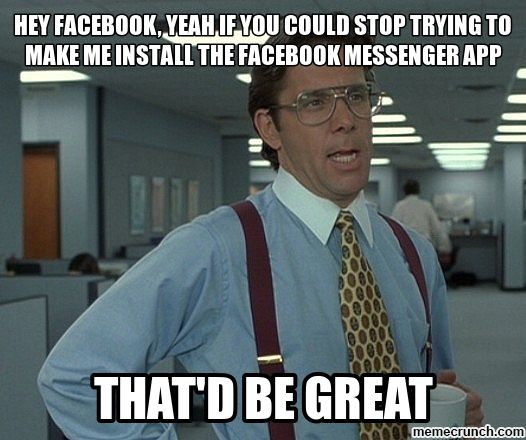 HEY FACEBOOK, YEAH IF YOU COULD STOP TRYING TO
MAKE ME INSTALL THE FACEBOOK MESSENGER APP
THAT'D BE GREAT
memecrunch.com